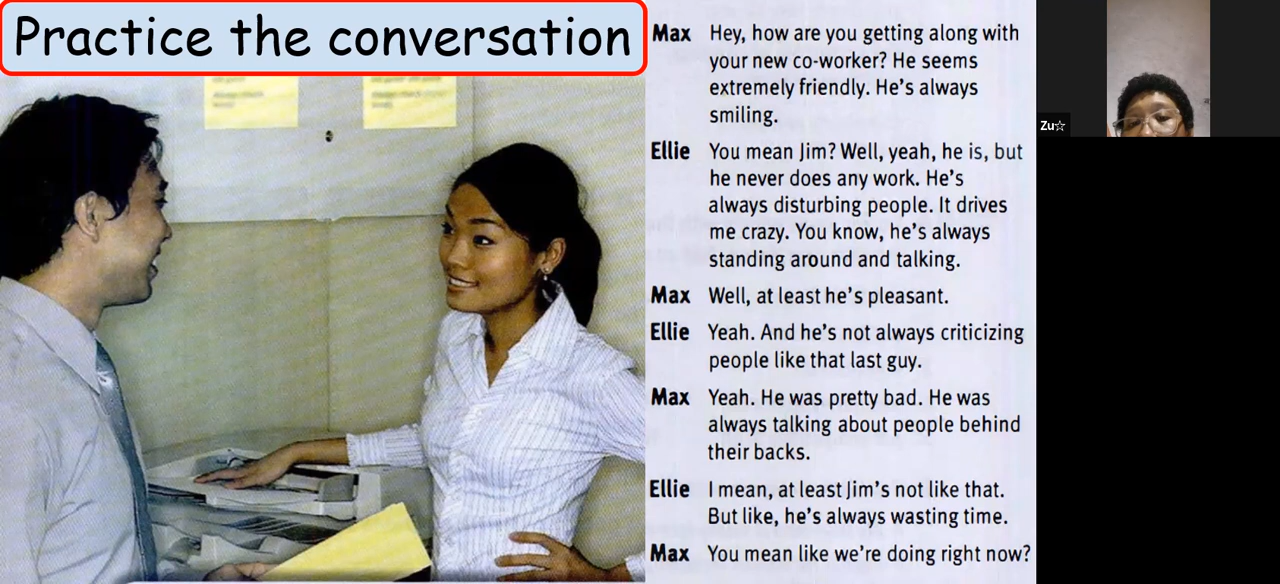 Practice the conversation
Max Hey, how are you getting along with
your new co-worker? He seems
extremely friendly. He's always
smiling.
Ellie You mean Jim? Well, yeah, he is, but
he never does any work. He's
always disturbing people. It drives
me crazy. You know, he's always
standing around and talking.
Max Well, at least he's pleasant.
Ellie Yeah. And he's not always criticizing
people like that last guy.
Max Yeah. He was pretty bad. He was
always talking about people behind
their backs.
Ellie I mean, at least Jim's not like that.
But like, he's always wasting time.
Max You mean like we're doing right now?
Zu☆